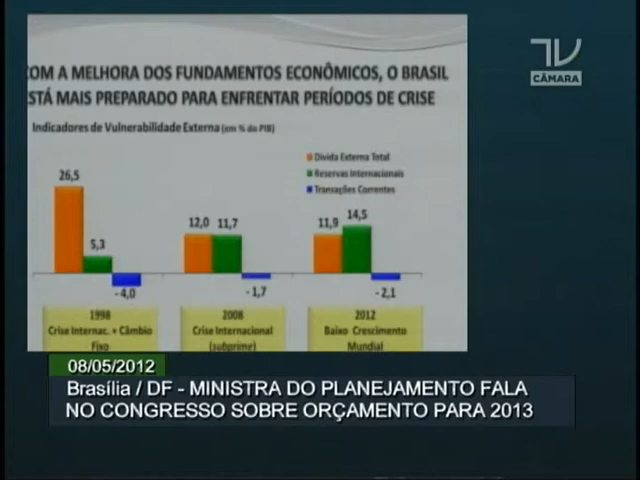 COM A MELHORA DOS FUNDAMENTOS ECONÔMICOS, O BRASIL
STÁ MAIS PREPARADO PARA ENFRENTAR PERÍODOS DE CRISE
TV
CÂMARA
Indicadores de Vulnerabilidade Externa (em % do PIB)
Dívida Externa Total
Reservas Internacionais
Transações Correntes
26,5
5,3
-4,0
12,0
11,7
-1,7
11,9
14,5
-2,1
1998
Crise Internac. + Câmbio
Fixo
2008
Crise Internacional
(subprime)
2012
Baixo Crescimento
Mundial
08/05/2012
Brasília / DF - MINISTRA DO PLANEJAMENTO FALA
NO CONGRESSO SOBRE ORÇAMENTO PARA 2013